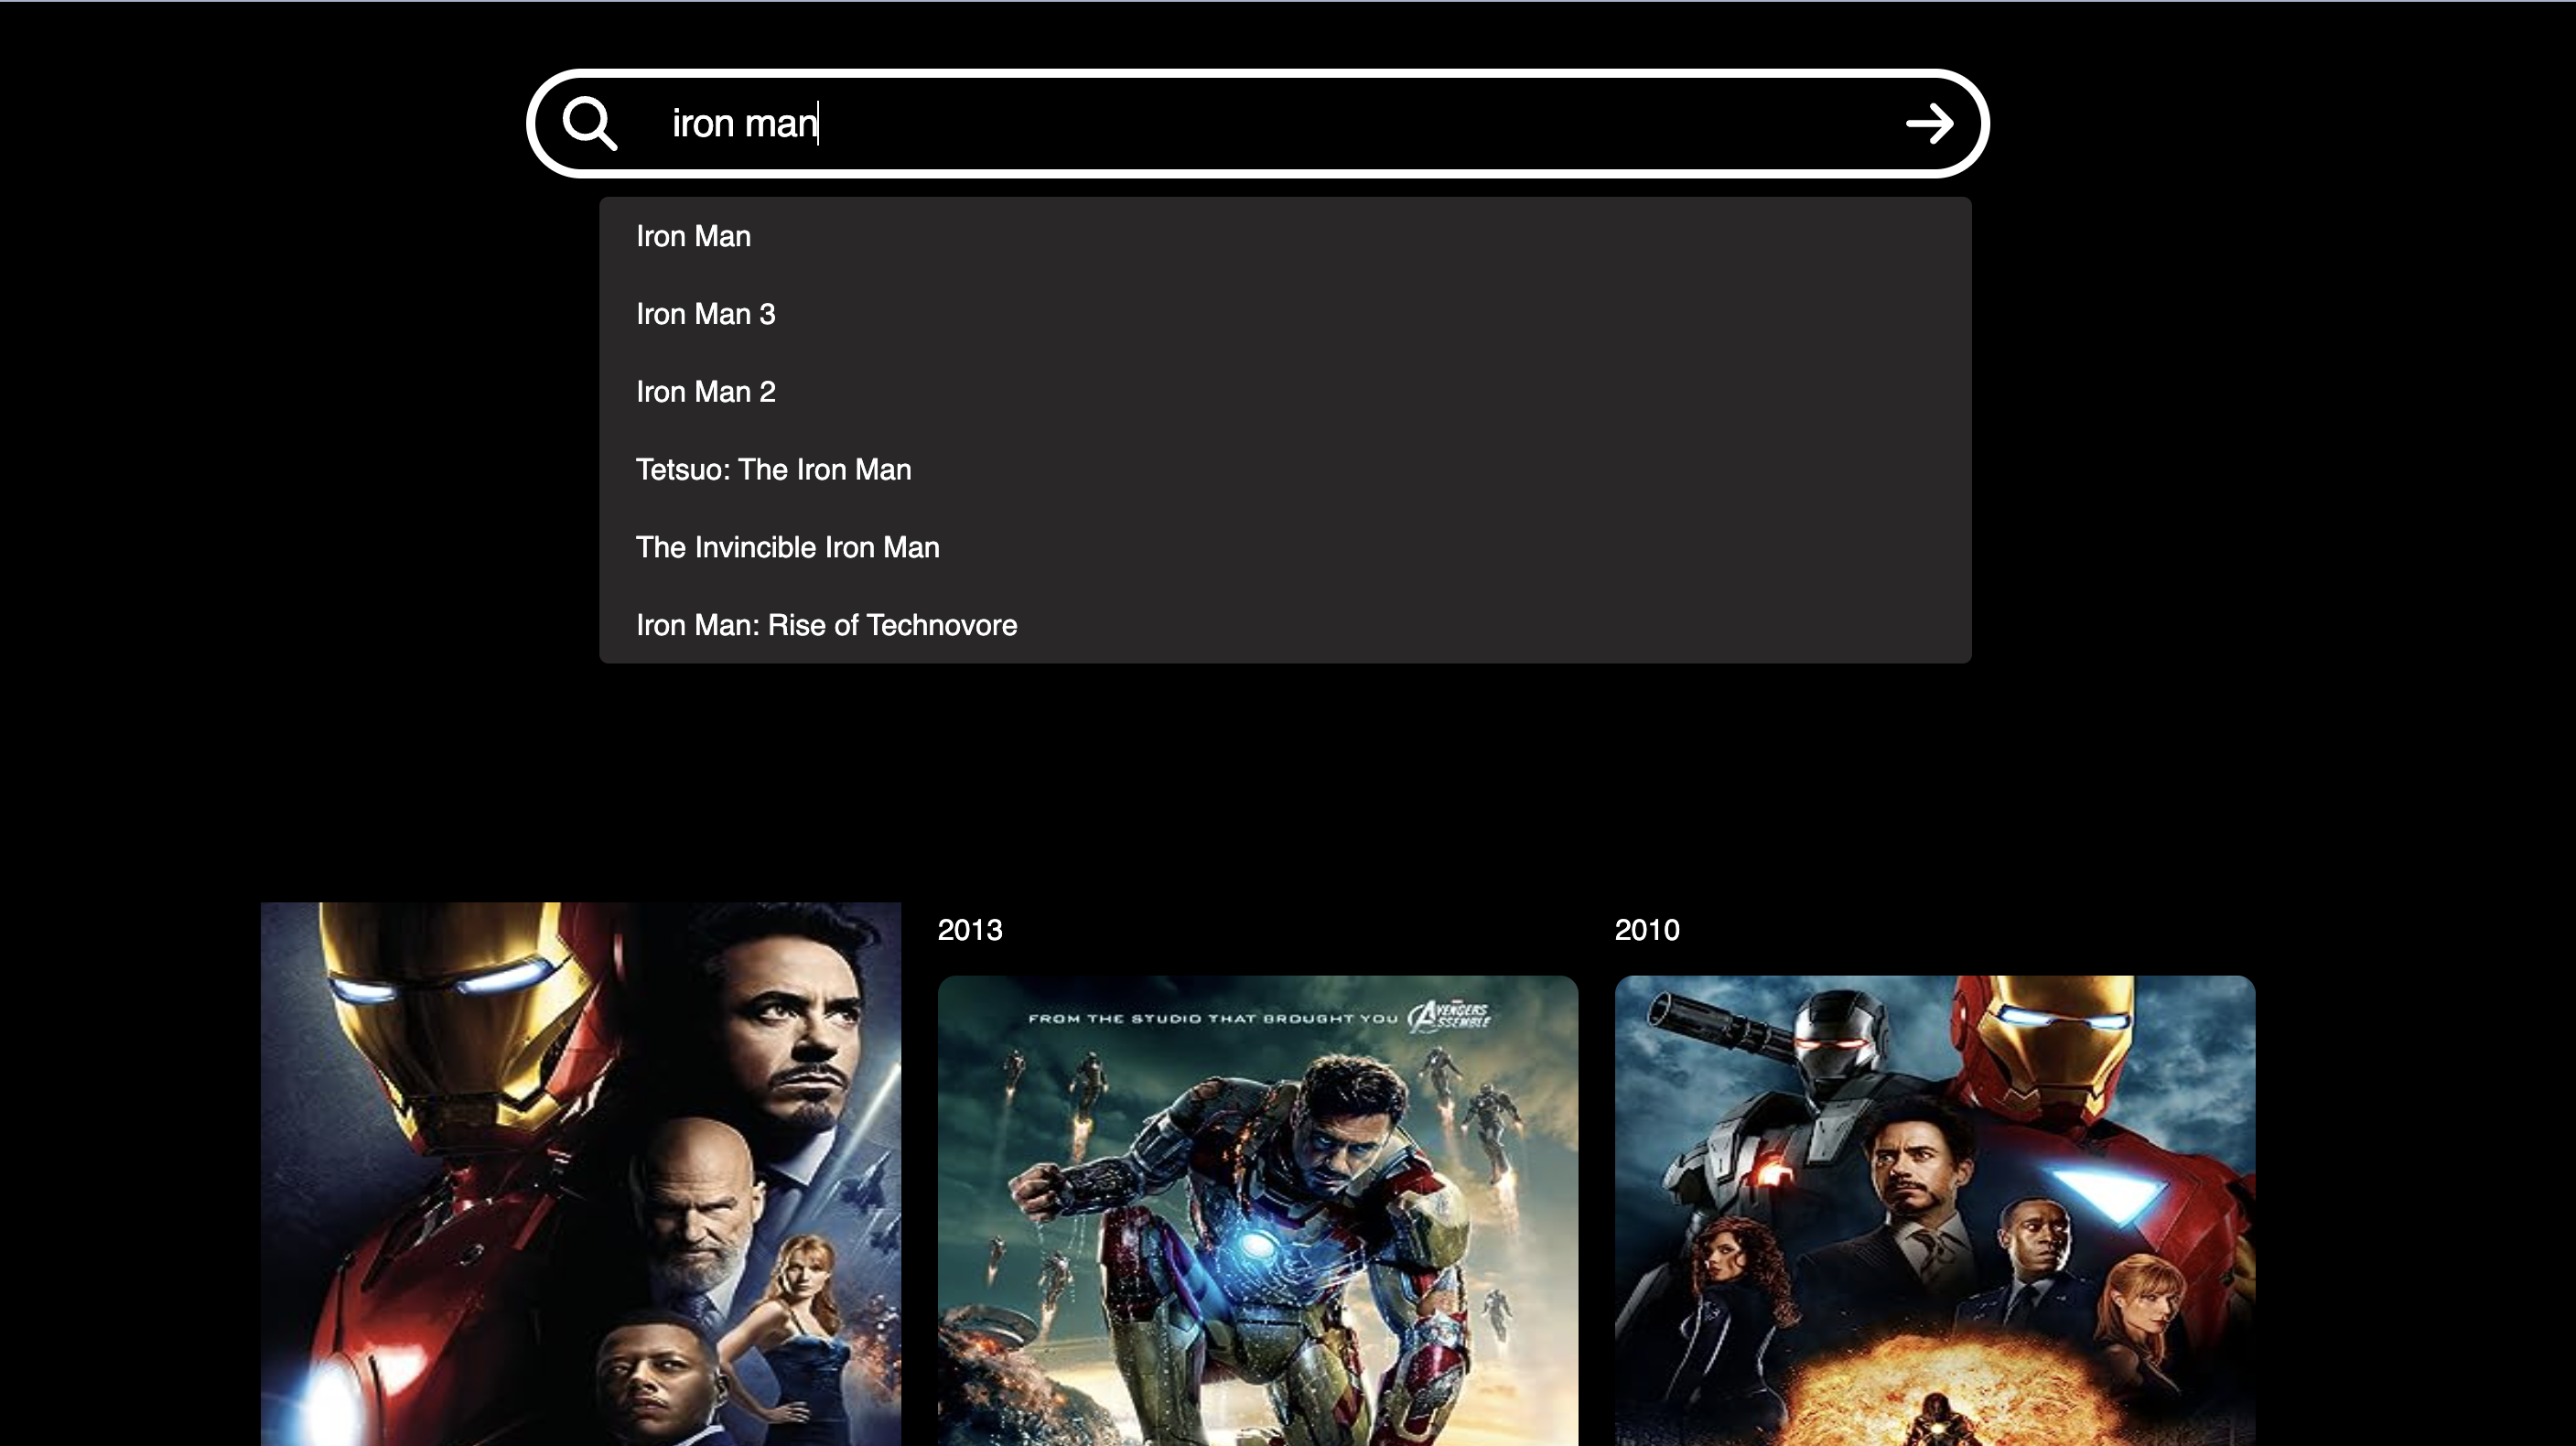 iron man
Iron Man
Iron Man 3
Iron Man 2
Tetsuo: The Iron Man
The Invincible Iron Man
Iron Man: Rise of Technovore
2013
2010
FROM THE STUDIO THAT BROUGHT YOU AVENGERS ASSEMBLE